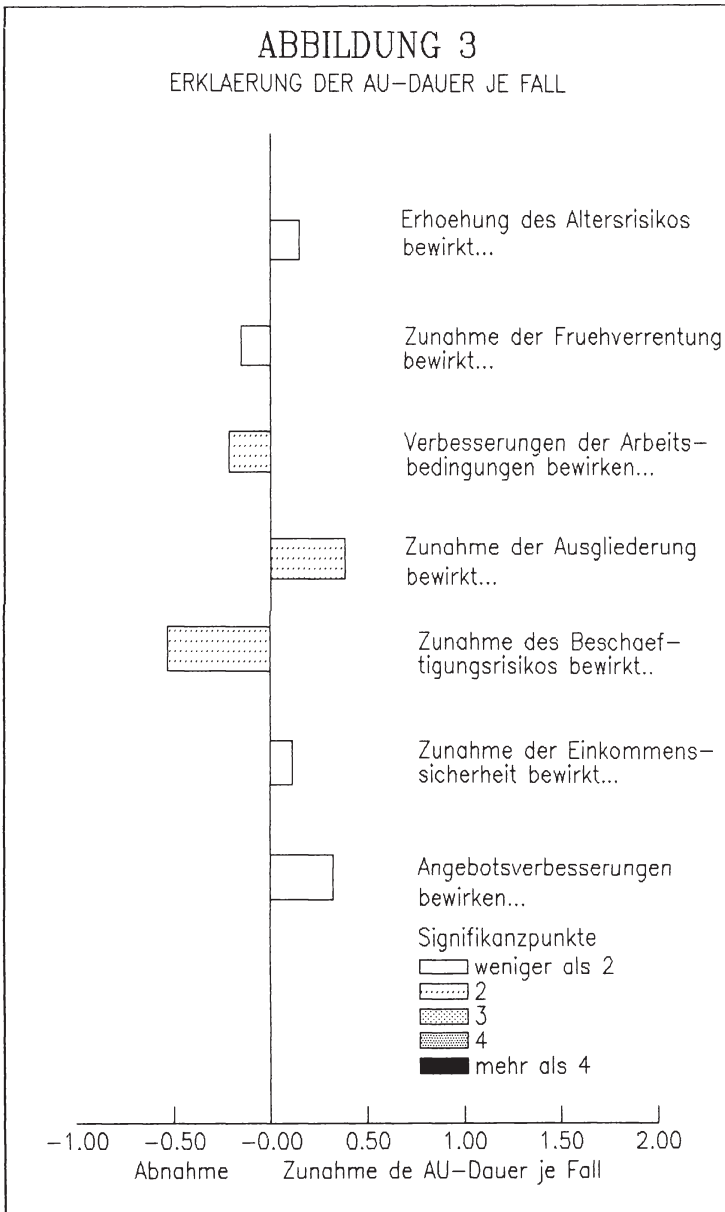 ABBILDUNG 3
ERKLAERUNG DER AU-DAUER JE FALL
Erhoehung des Altersrisikos
bewirkt...
Zunahme der Fruehverrentung
bewirkt...
Verbesserungen der Arbeits-
bedingungen bewirken...
Zunahme der Ausgliederung
bewirkt...
Zunahme des Beschaef-
tigungsrisikos bewirkt..
Zunahme der Einkommens-
sicherheit bewirkt...
Angebotsverbesserungen
bewirken...
Signifikanzpunkte
weniger als 2
2
3
4
mehr als 4
-1.00 -0.50 -0.00 0.50 1.00 1.50 2.00
Abnahme Zunahme de AU-Dauer je Fall